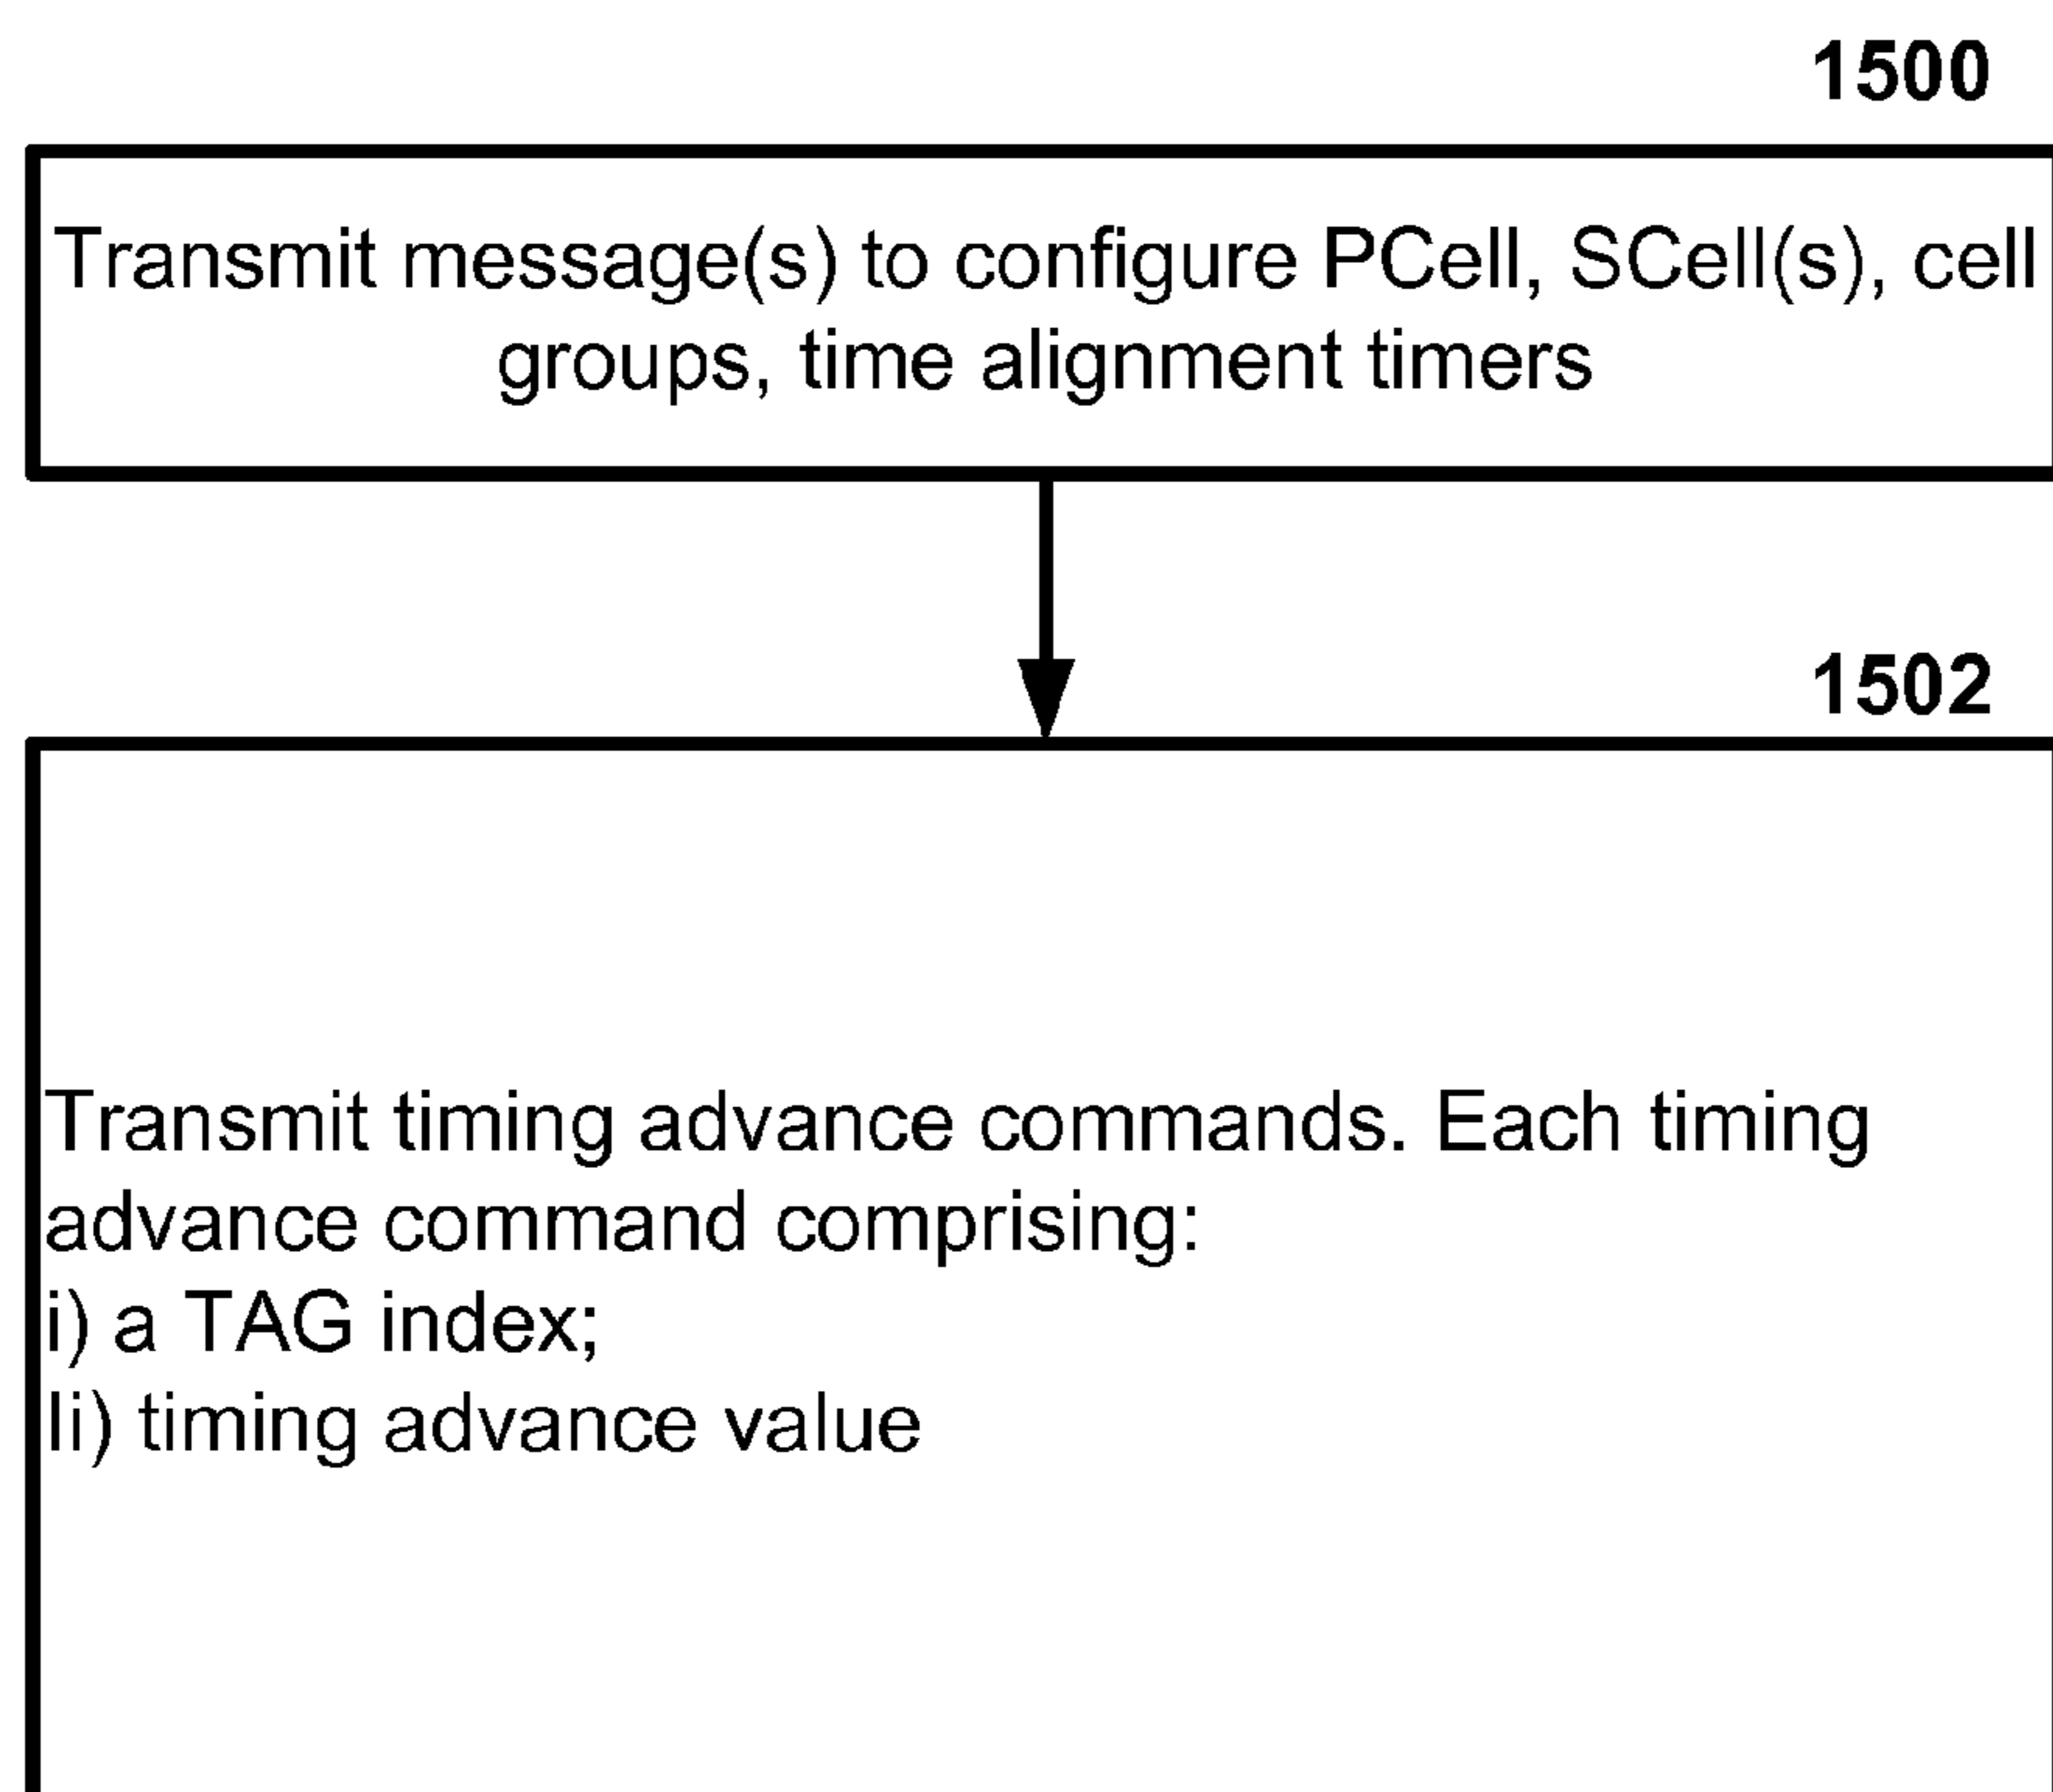 1500
Transmit message(s) to configure PCell, SCell(s), cell
groups, time alignment timers
1502
Transmit timing advance commands. Each timing
advance command comprising:
i) a TAG index;
Ii) timing advance value